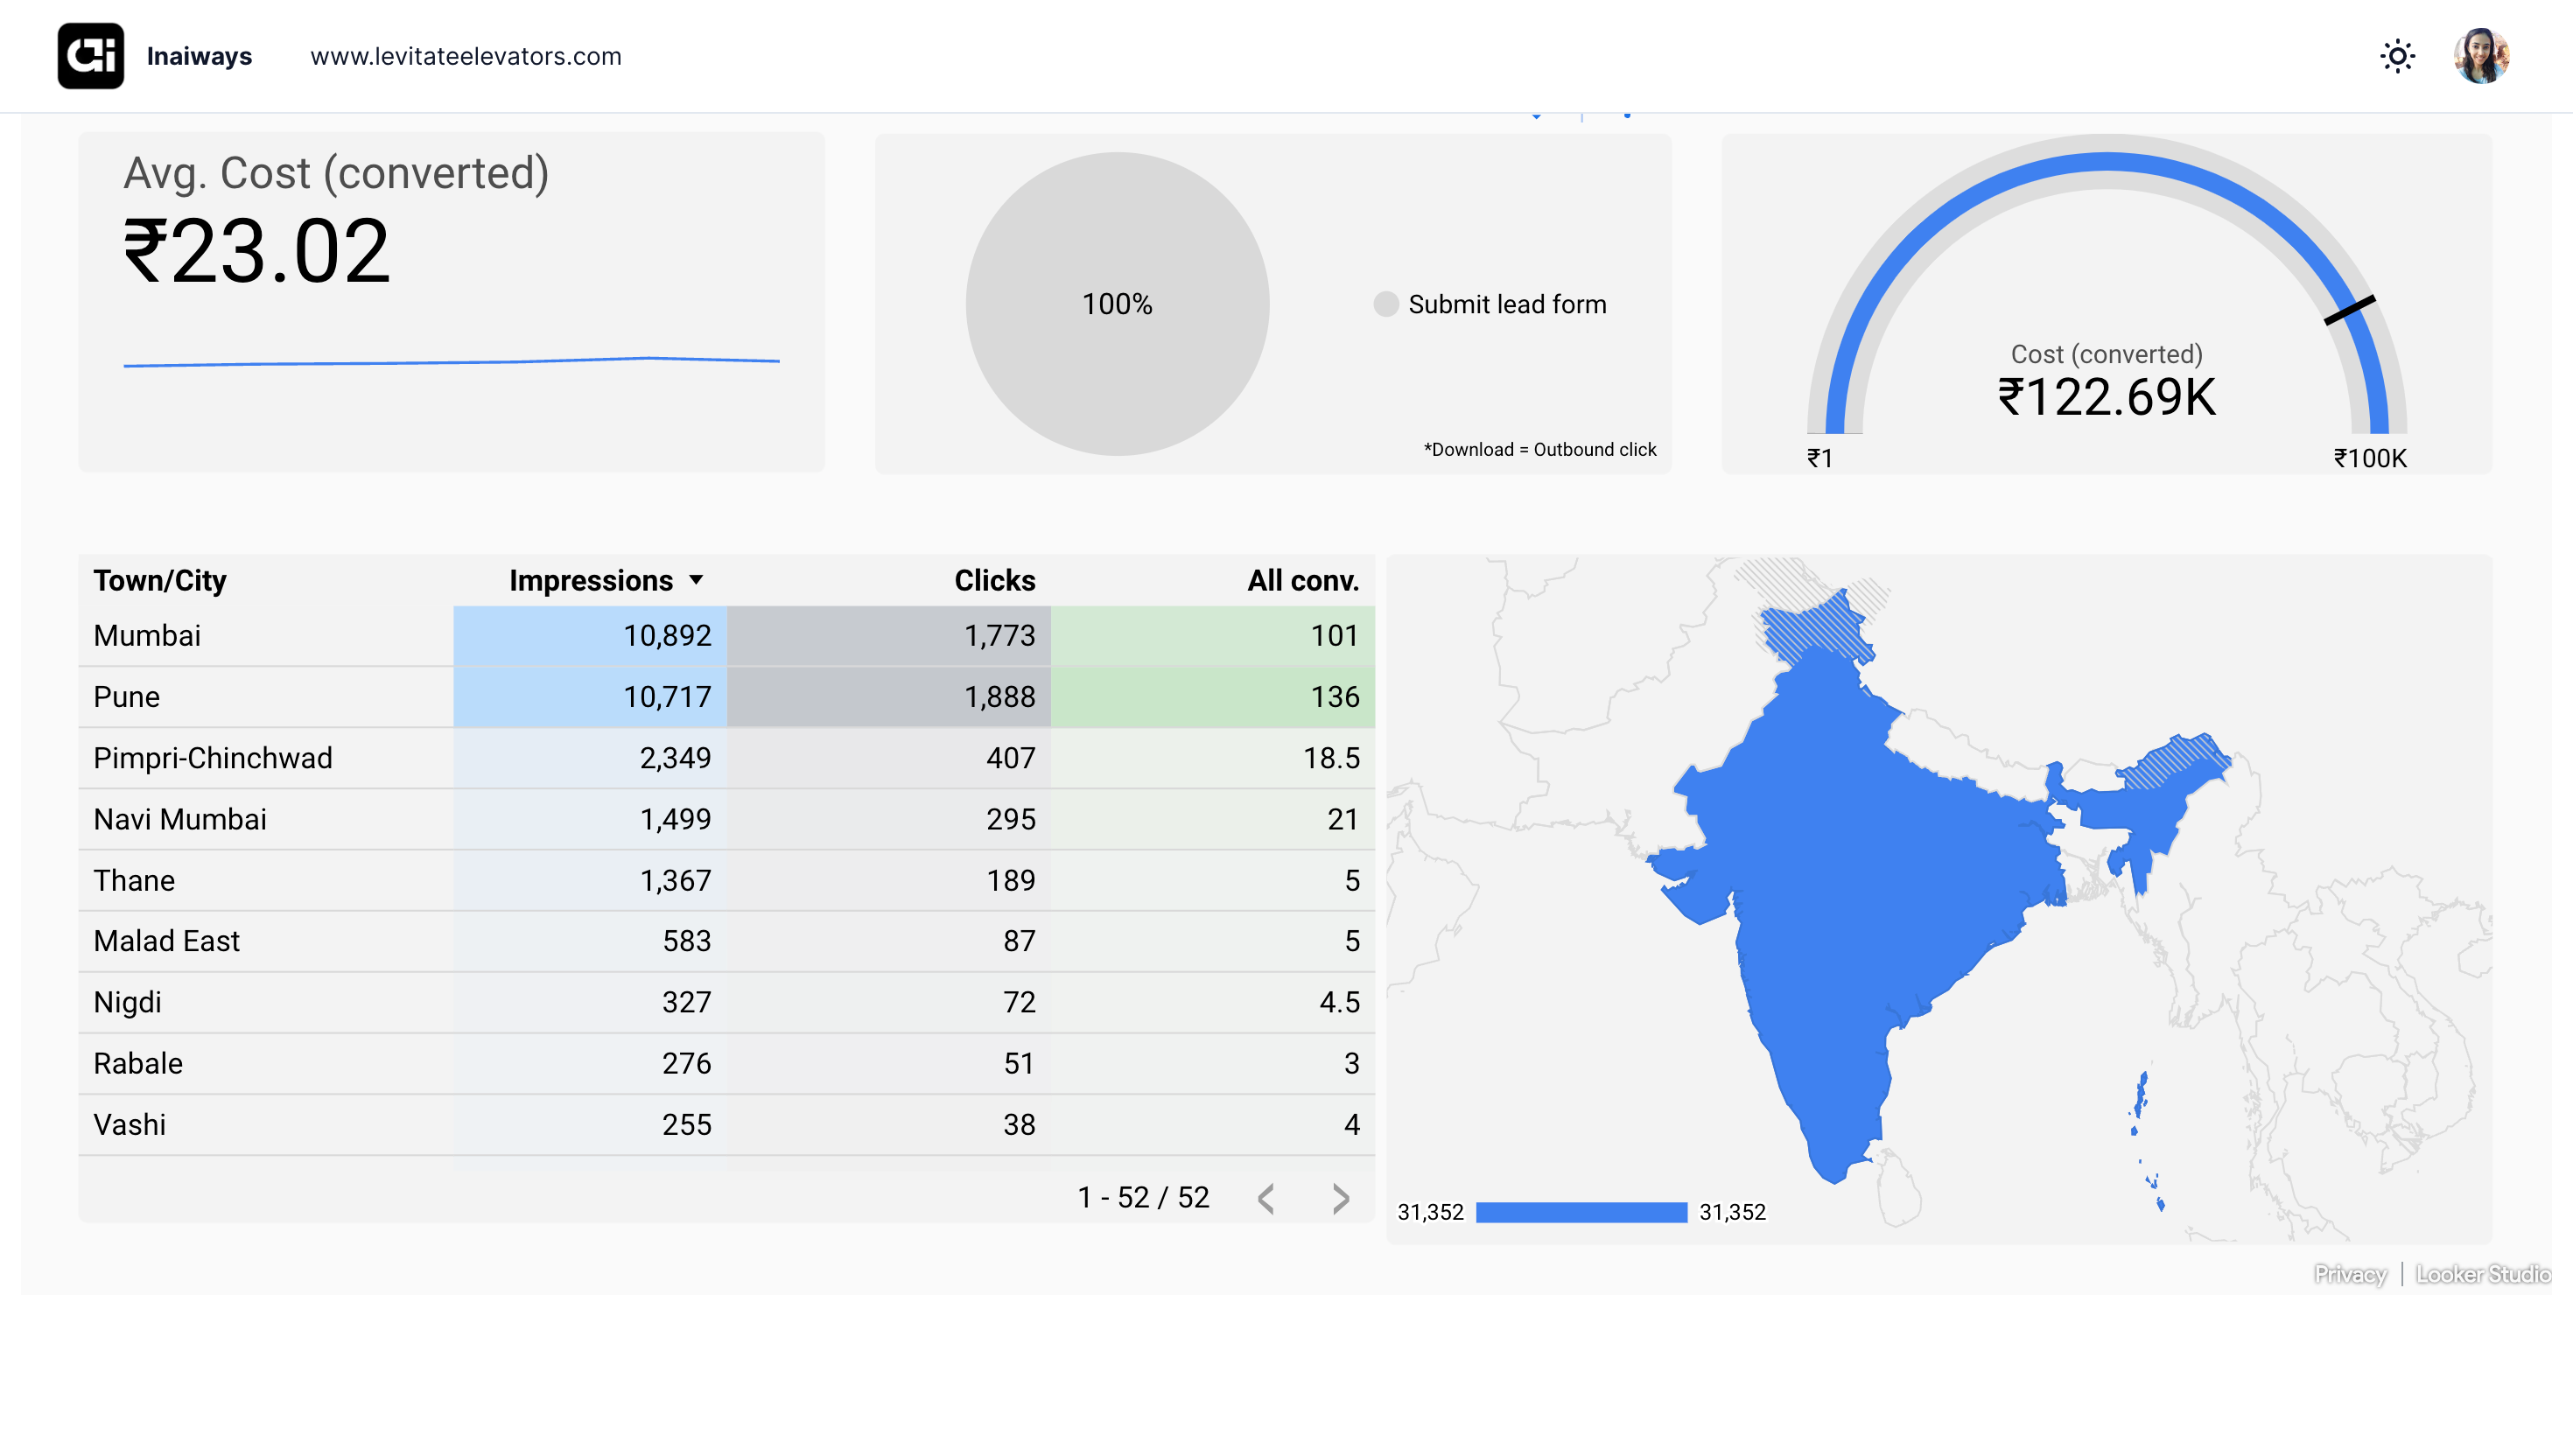 ai Inaiways www.levitateelevators.com
Avg. Cost (converted)
₹23.02
100%
Submit lead form
*Download = Outbound click
Cost (converted)
₹122.69K
₹1 ₹100K
Town/City Impressions Clicks All conv.
Mumbai 10,892 1,773 101
Pune 10,717 1,888 136
Pimpri-Chinchwad 2,349 407 18.5
Navi Mumbai 1,499 295 21
Thane 1,367 189 5
Malad East 583 87 5
Nigdi 327 72 4.5
Rabale 276 51 3
Vashi 255 38 4
1 - 52 / 52
31,352 31,352
Privacy Looker Studio